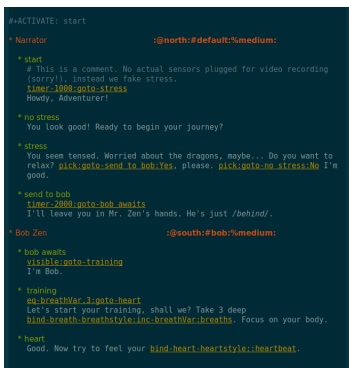 #+ACTIVATE: start
* Narrator :@north:#default:%medium:
* start
# This is a comment. No actual sensors plugged for video recording
(sorry!), instead we fake stress.
timer-1000:goto-stress
Howdy, Adventurer!
* no stress
You look good! Ready to begin your journey?
* stress
You seem tensed. Worried about the dragons, maybe... Do you want to
relax? pick:goto-send to bob:Yes, please. pick:goto-no stress:No I'm
good.
* send to bob
timer-2000:goto-bob awaits
I'll leave you in Mr. Zen's hands. He's just /behind/.
* Bob Zen :@south:#bob:%medium:
* bob awaits
visible:goto-training
I'm Bob.
* training
eq-breathVar.3:goto-heart
Let's start your training, shall we? Take 3 deep
bind-breath-breathstyle:inc-breathVar:breaths. Focus on your body.
* heart
Good. Now try to feel your bind-heart-heartstyle::heartbeat.